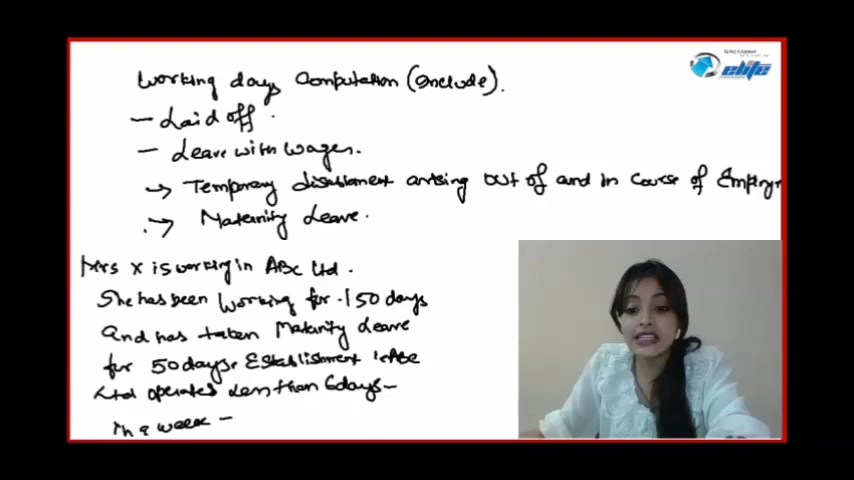 elite
Working days Computation (Include).
- Laid off.
- Leave with wages.
→ Temporary disablement arising out of and in course of Employ
→ Maternity Leave.
Mrs X is working in ABC Ltd.
She has been working for 150 days
and has taken Maternity Leave
for 50 days. Establishment i.e ABC
Ltd operates Less than 6 days -
in a week -